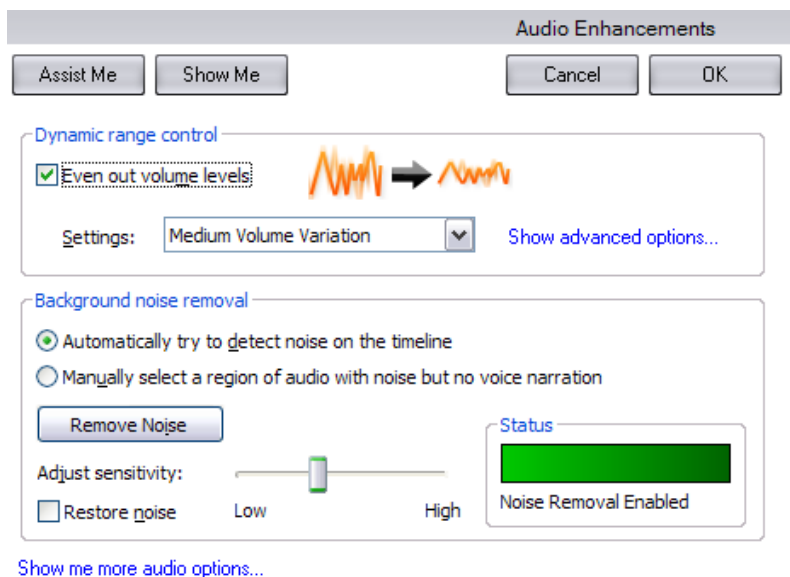 Audio Enhancements
Assist Me Show Me Cancel OK
Dynamic range control
Even out volume levels
Settings: Medium Volume Variation Show advanced options...
Background noise removal
Automatically try to detect noise on the timeline
Manually select a region of audio with noise but no voice narration
Remove Noise
Status
Adjust sensitivity:
Noise Removal Enabled
Restore noise Low High
Show me more audio options...